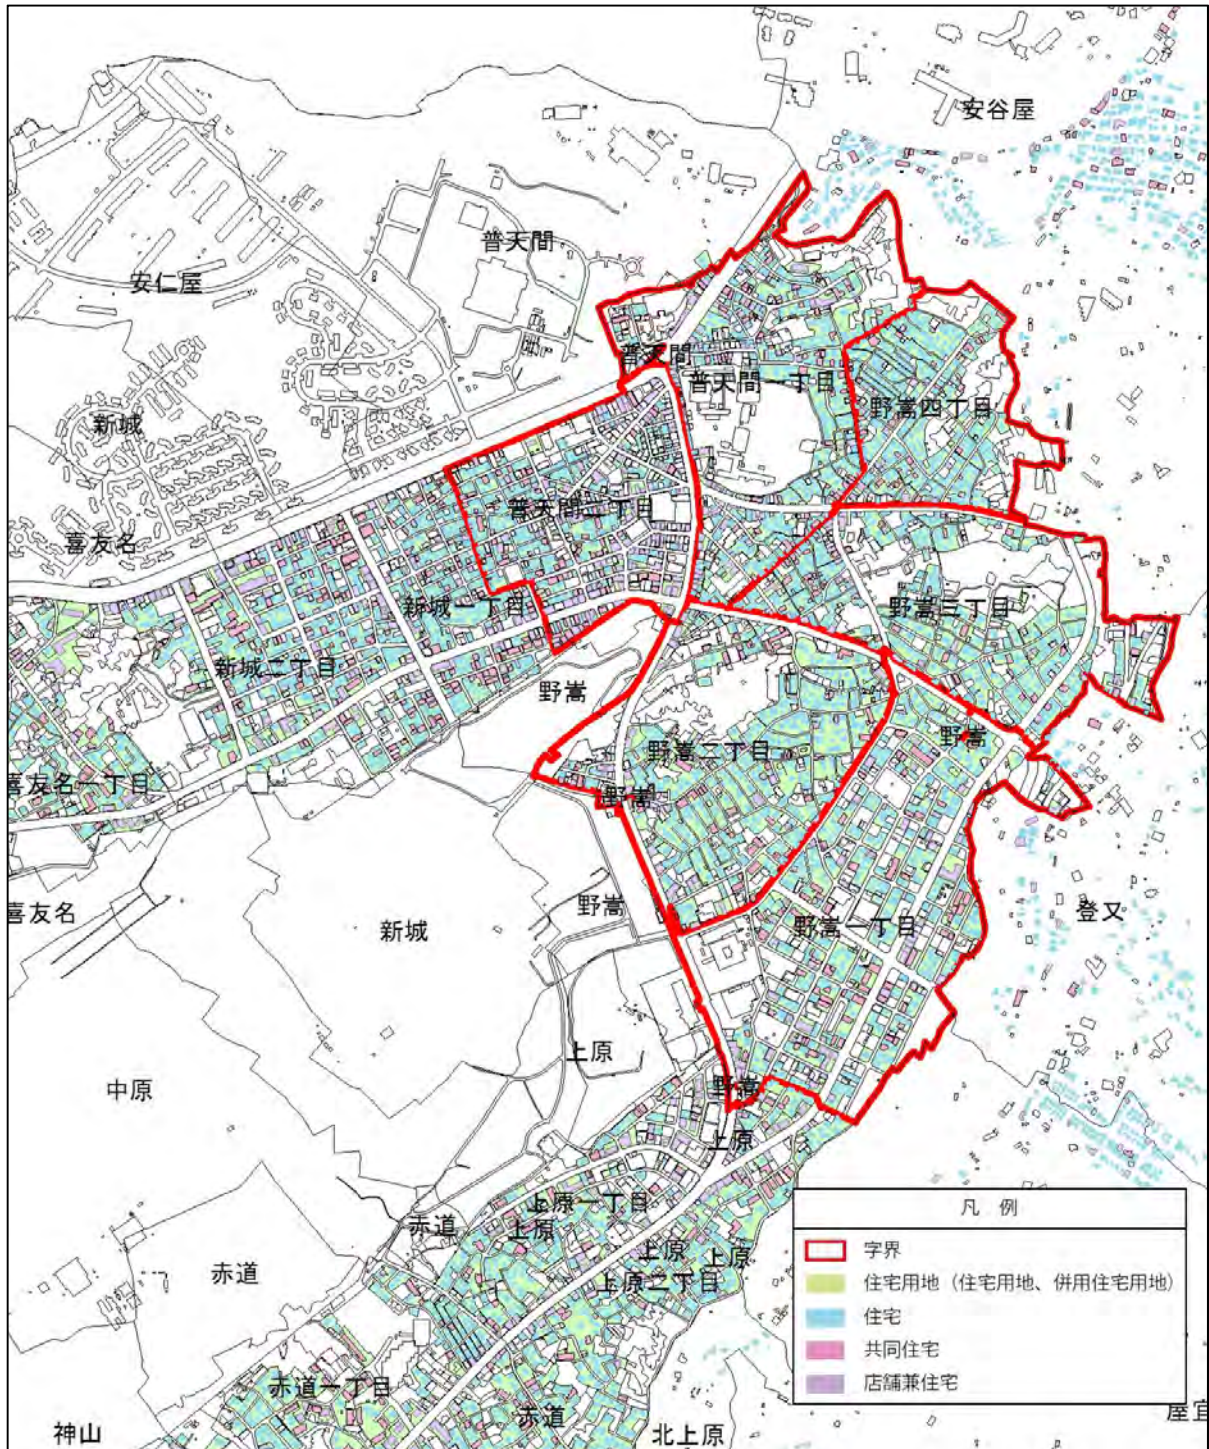 安谷屋
普天間
安仁屋
普天間
普天間一丁目
野嵩四丁目
新城
普天間二丁目
喜友名
新城一丁目
野嵩三丁目
新城二丁目
野嵩
野嵩
野嵩二丁目
喜友名一丁目
野嵩
野嵩
喜友名
新城
野嵩一丁目
登又
上原
中原
野嵩
上原
上原一丁目
赤道
上原
上原
上原
赤道
上原二丁目
赤道一丁目
赤道
神山
北上原
屋宜
凡 例
字界
住宅用地（住宅用地、併用住宅用地）
住宅
共同住宅
店舗兼住宅